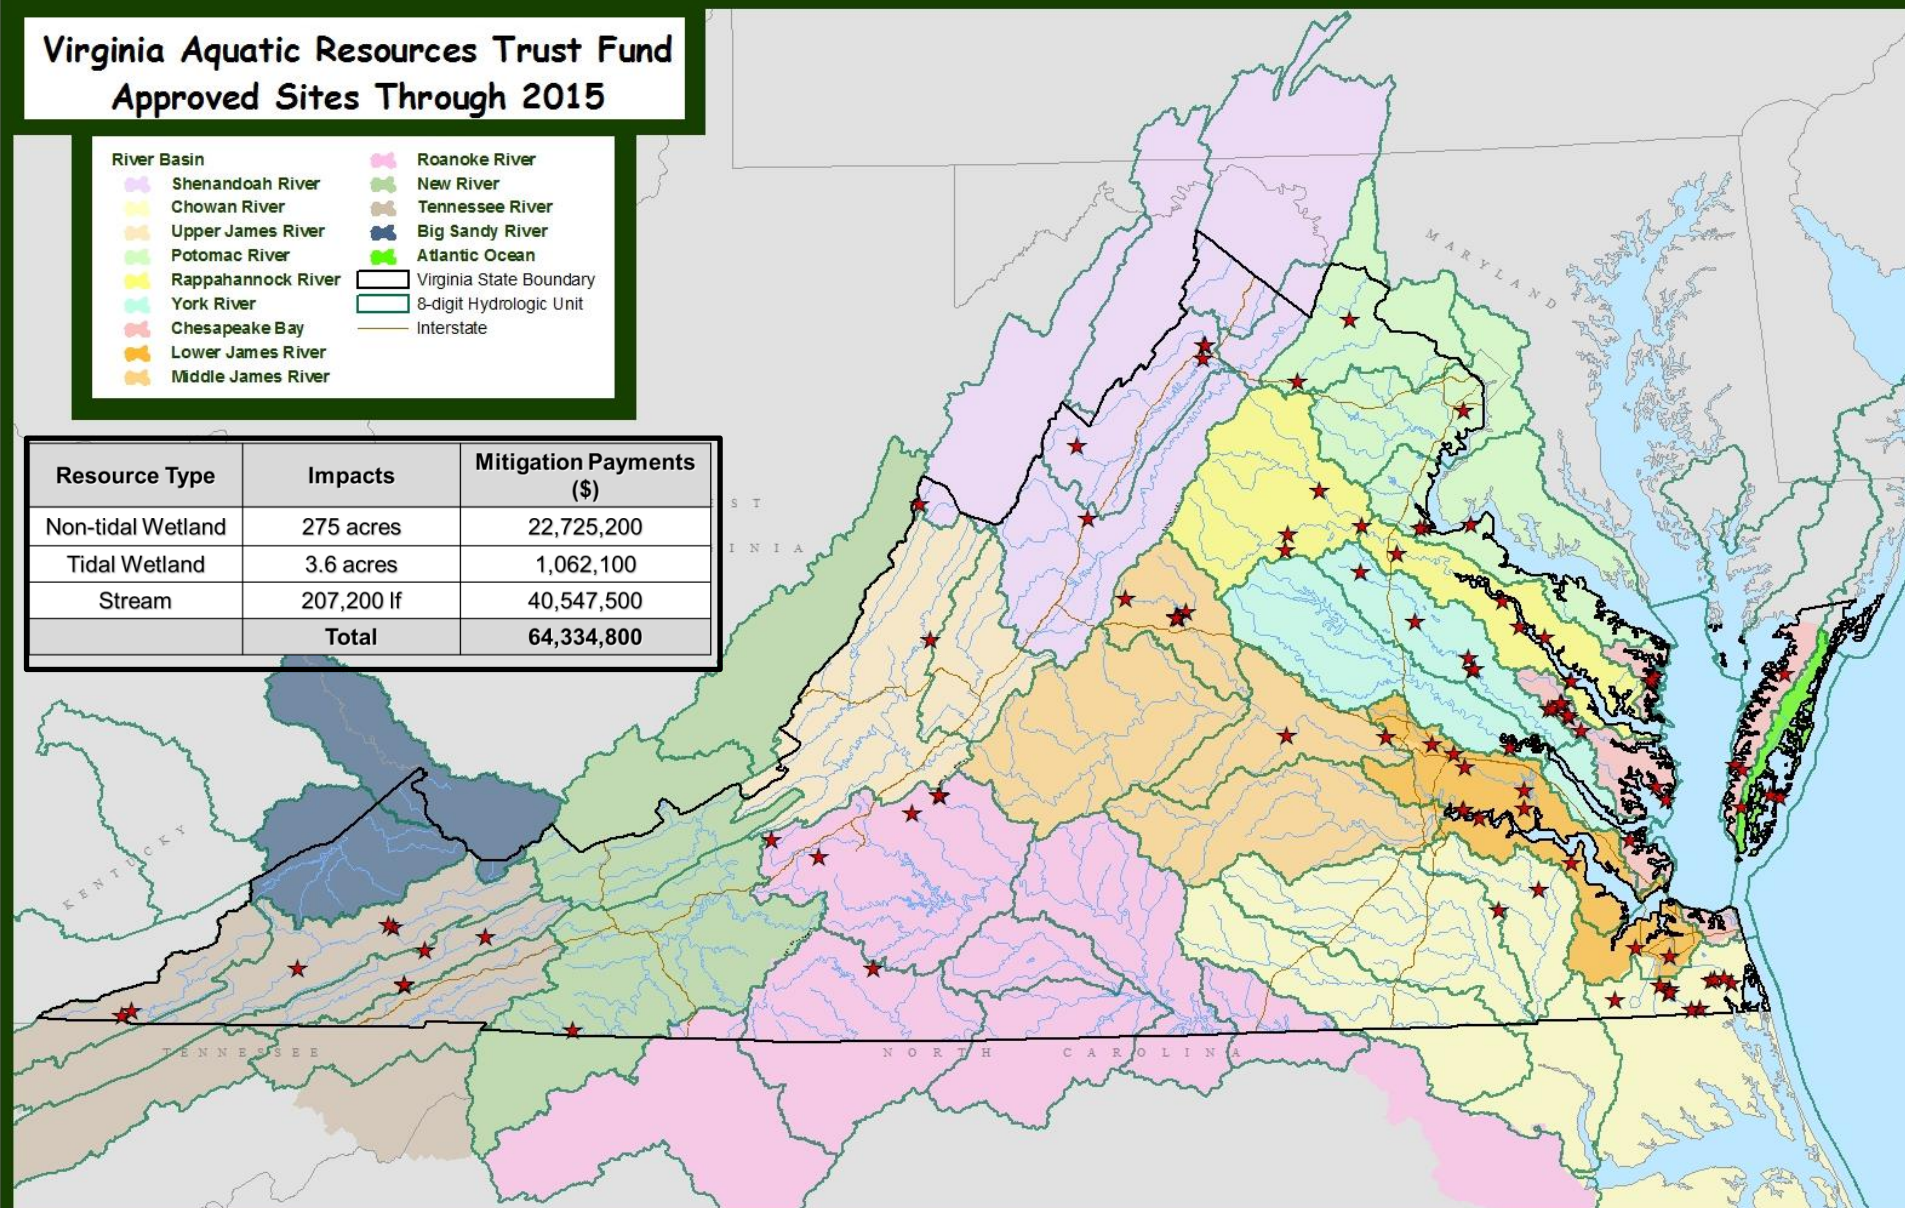 Virginia Aquatic Resources Trust Fund
Approved Sites Through 2015
River Basin
Shenandoah River
Chowan River
Upper James River
Potomac River
Rappahannock River
York River
Chesapeake Bay
Lower James River
Middle James River
Roanoke River
New River
Tennessee River
Big Sandy River
Atlantic Ocean
Virginia State Boundary
8-digit Hydrologic Unit
Interstate
Resource Type Impacts Mitigation Payments
($)
Non-tidal Wetland 275 acres 22,725,200
Tidal Wetland 3.6 acres 1,062,100
Stream 207,200 lf 40,547,500
Total 64,334,800
MARYLAND
ST
INIA
KENTUCKY
TENNESSEE
NORTH CAROLINA